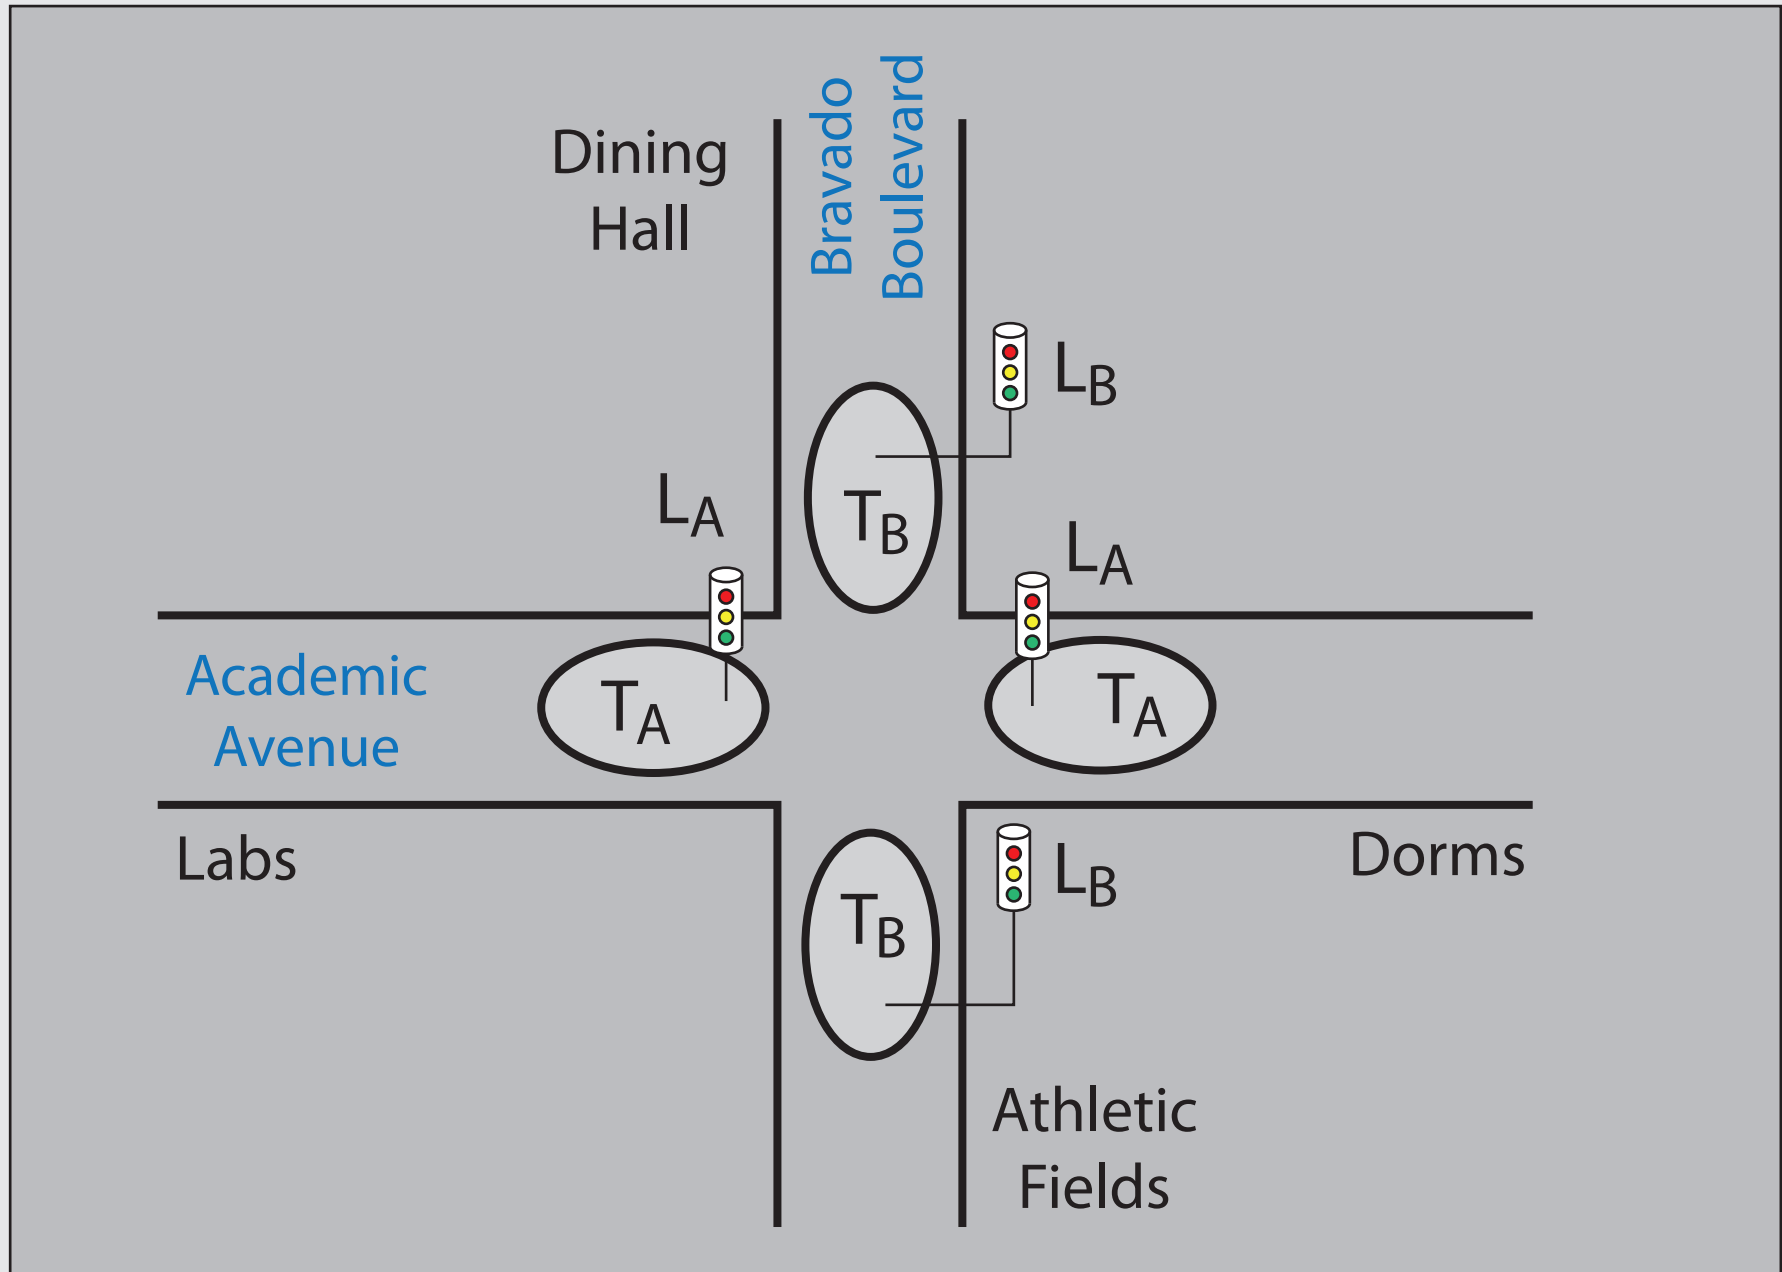 Dining
Hall
Bravado
Boulevard
LB
LA
TB
LA
Academic
Avenue
TA
TA
Labs
LB
Dorms
TB
Athletic
Fields